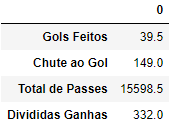 0
Gols Feitos 39.5
Chute ao Gol 149.0
Total de Passes 15598.5
Divididas Ganhas 332.0